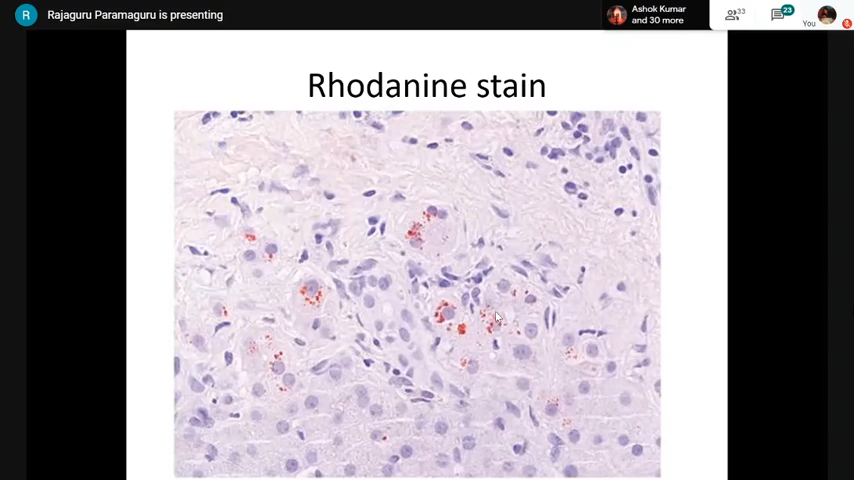 R Rajaguru Paramaguru is presenting
Ashok Kumar
and 30 more
33
23
You
Rhodanine stain